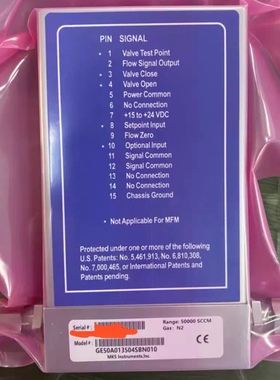 PIN SIGNAL
• 1 Valve Test Point
2 Flow Signal Output
• 3 Valve Close
• 4 Valve Open
5 Power Common
6 No Connection
7 +15 to +24 VDC
• 8 Setpoint Input
9 Flow Zero
• 10 Optional Input
11 Signal Common
12 Signal Common
13 No Connection
14 No Connection
15 Chassis Ground
• Not Applicable For MFM
Protected under one or more of the following
U.S. Patents: No. 5,461,913, No. 6,810,308,
No. 7,000,465, or International Patents and
Patents pending.
Serial #:
Range: 50000 SCCM
Gas: N2
Model #:
GE50A013504SBN010
MKS Instruments,Inc.
CE